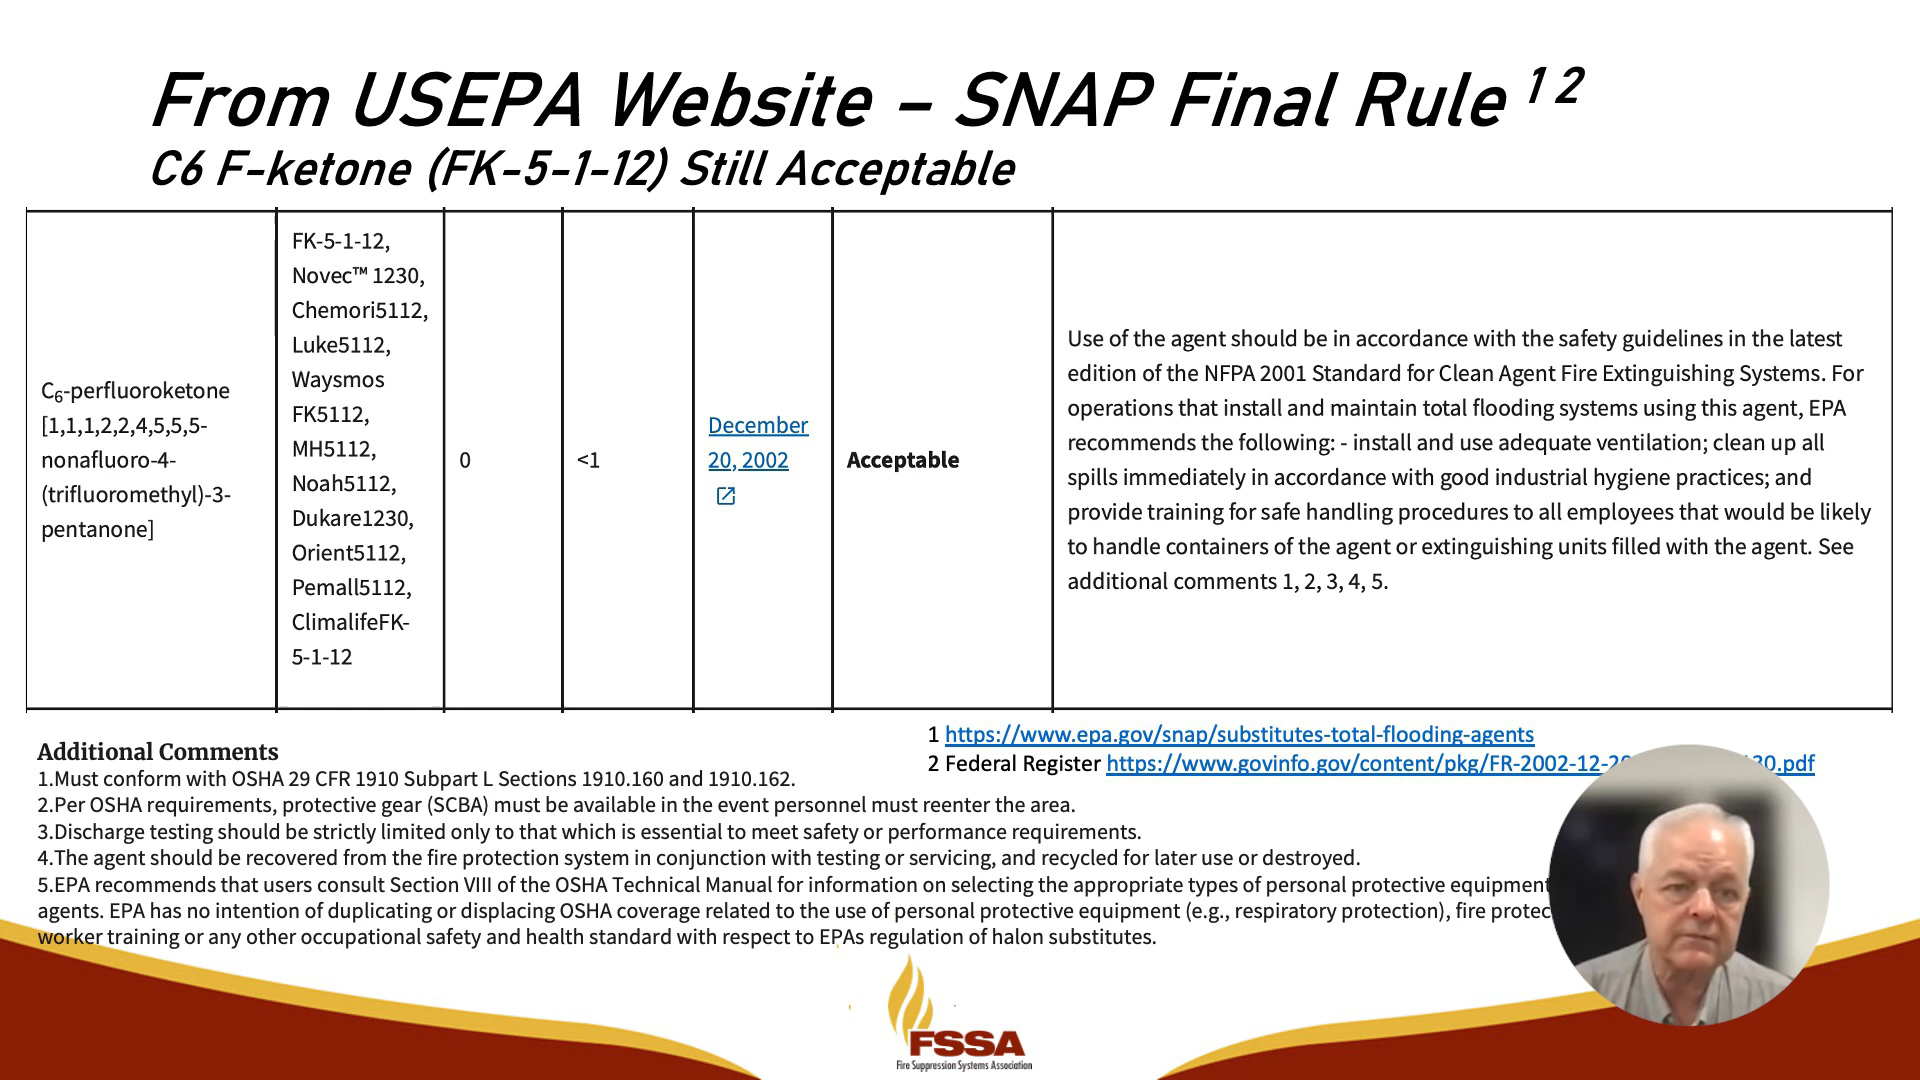 From USEPA Website – SNAP Final Rule 1 2
C6 F-ketone (FK-5-1-12) Still Acceptable
C6-perfluoroketone
[1,1,1,2,2,4,5,5,5-
nonafluoro-4-
(trifluoromethyl)-3-
pentanone]
FK-5-1-12,
Novec™ 1230,
Chemori5112,
Luke5112,
Waysmos
FK5112,
MH5112,
Noah5112,
Dukare1230,
Orient5112,
Pemall5112,
ClimalifeFK-
5-1-12
0
<1
December
20, 2002
Acceptable
Use of the agent should be in accordance with the safety guidelines in the latest
edition of the NFPA 2001 Standard for Clean Agent Fire Extinguishing Systems. For
operations that install and maintain total flooding systems using this agent, EPA
recommends the following: - install and use adequate ventilation; clean up all
spills immediately in accordance with good industrial hygiene practices; and
provide training for safe handling procedures to all employees that would be likely
to handle containers of the agent or extinguishing units filled with the agent. See
additional comments 1, 2, 3, 4, 5.
1 https://www.epa.gov/snap/substitutes-total-flooding-agents
2 Federal Register https://www.govinfo.gov/content/pkg/FR-2002-12-2 30.pdf
Additional Comments
1.Must conform with OSHA 29 CFR 1910 Subpart L Sections 1910.160 and 1910.162.
2.Per OSHA requirements, protective gear (SCBA) must be available in the event personnel must reenter the area.
3.Discharge testing should be strictly limited only to that which is essential to meet safety or performance requirements.
4.The agent should be recovered from the fire protection system in conjunction with testing or servicing, and recycled for later use or destroyed.
5.EPA recommends that users consult Section VIII of the OSHA Technical Manual for information on selecting the appropriate types of personal protective equipment
agents. EPA has no intention of duplicating or displacing OSHA coverage related to the use of personal protective equipment (e.g., respiratory protection), fire protec
worker training or any other occupational safety and health standard with respect to EPAs regulation of halon substitutes.
FSSA
Fire Suppression Systems Association